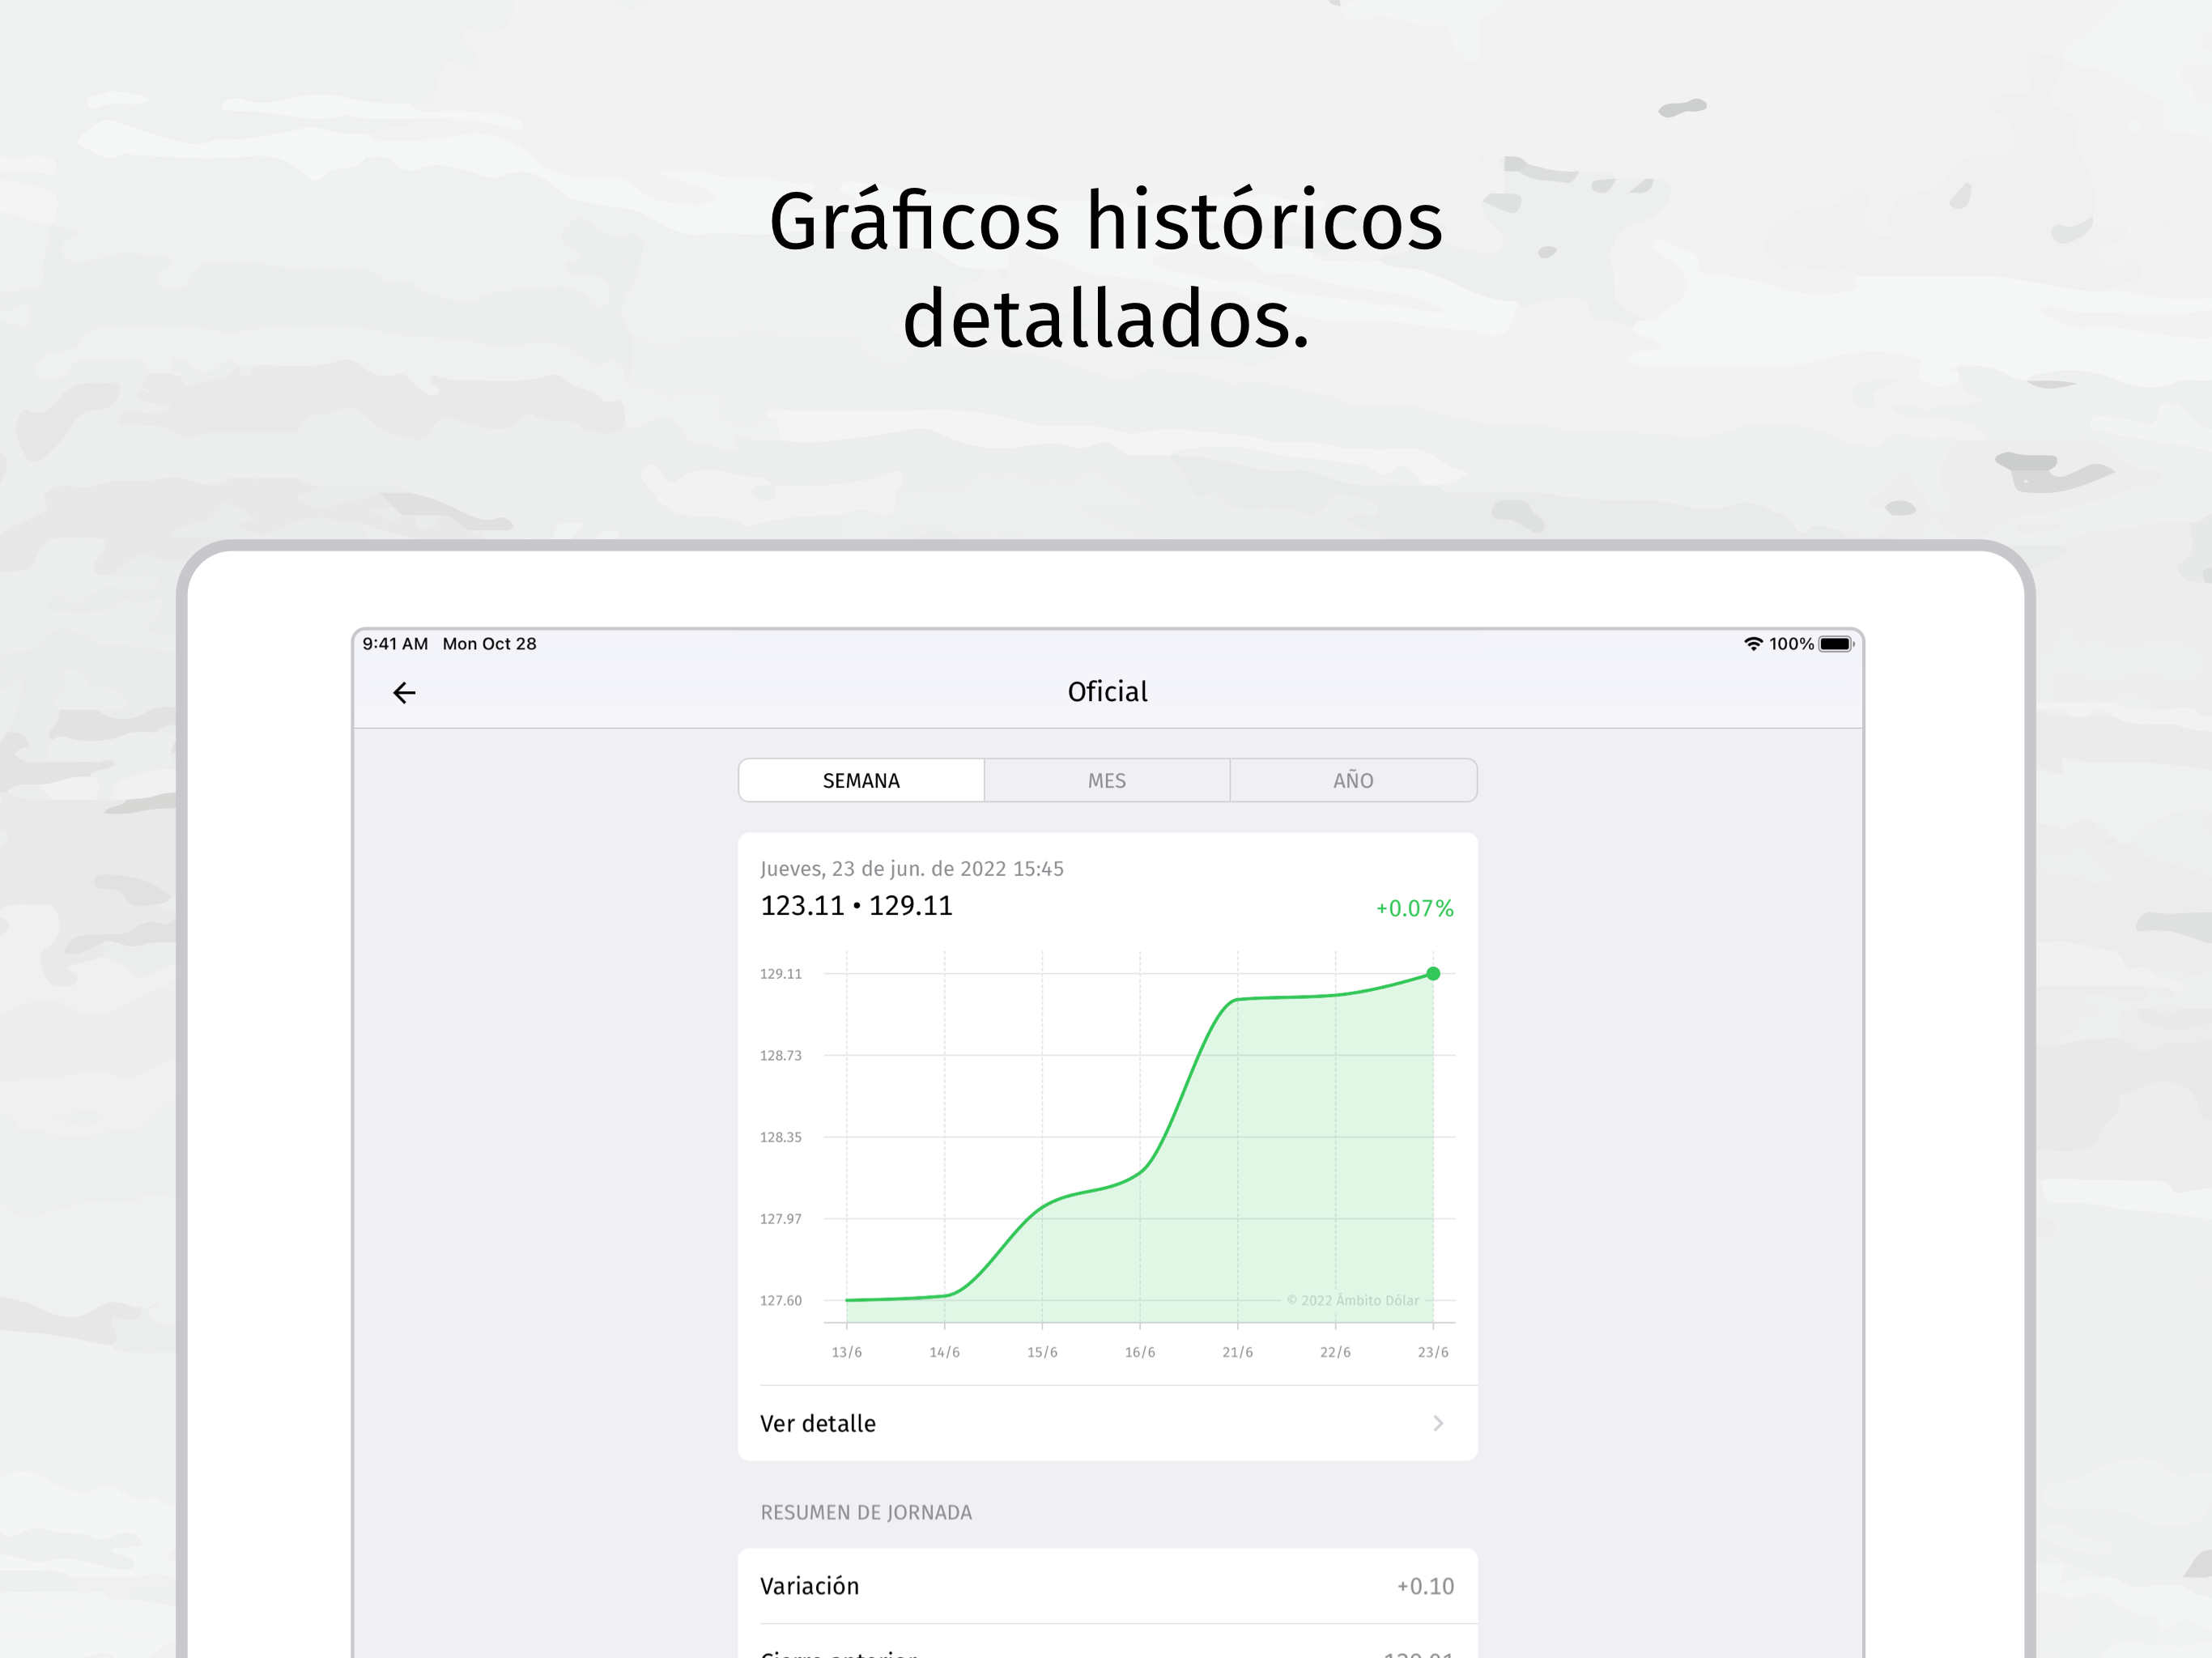 Gráficos históricos
detallados.
9:41 AM Mon Oct 28
100%
Oficial
SEMANA MES AÑO
Jueves, 23 de jun. de 2022 15:45
123.11 • 129.11 +0.07%
129.11
128.73
128.35
127.97
127.60
© 2022 Ámbito Dólar
13/6 14/6 15/6 16/6 21/6 22/6 23/6
Ver detalle
RESUMEN DE JORNADA
Variación +0.10